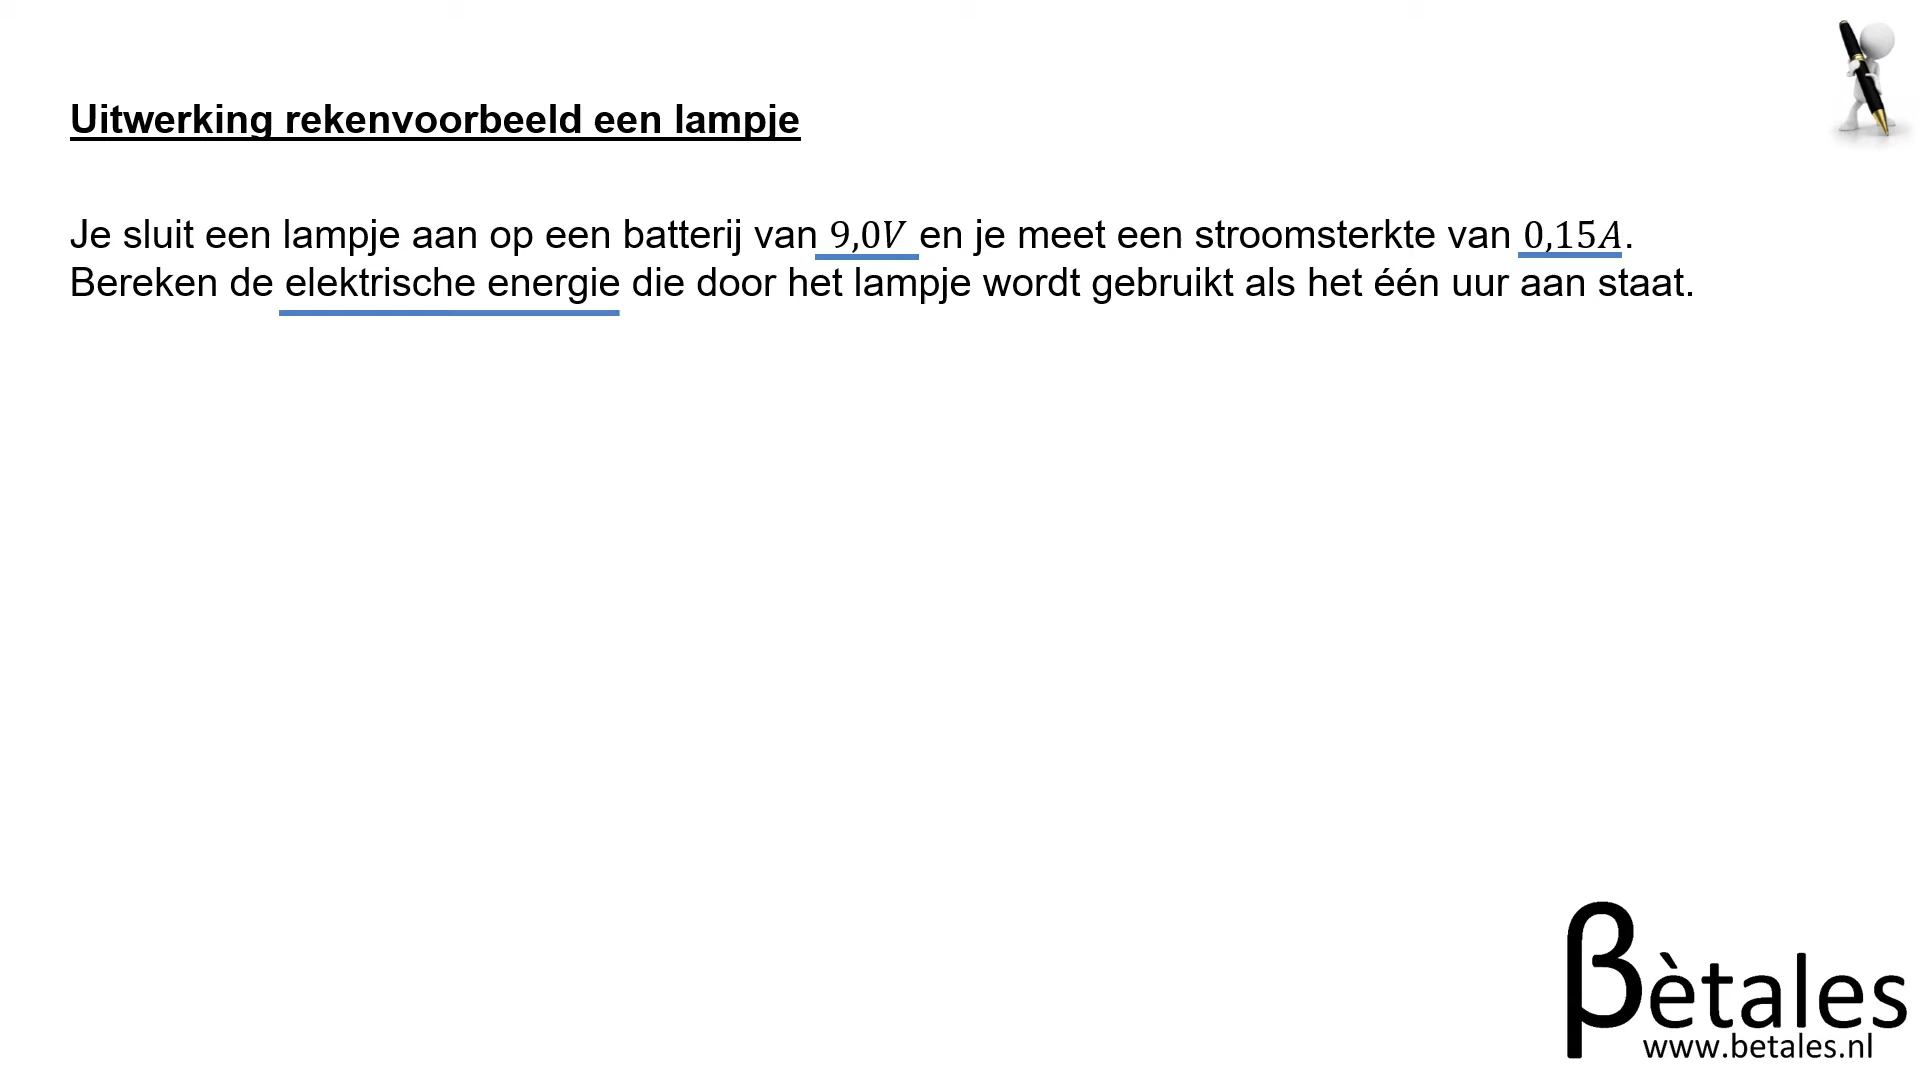 Uitwerking rekenvoorbeeld een lampje
Je sluit een lampje aan op een batterij van 9,0V en je meet een stroomsterkte van 0,15A.
Bereken de elektrische energie die door het lampje wordt gebruikt als het één uur aan staat.
βètales
www.betales.nl